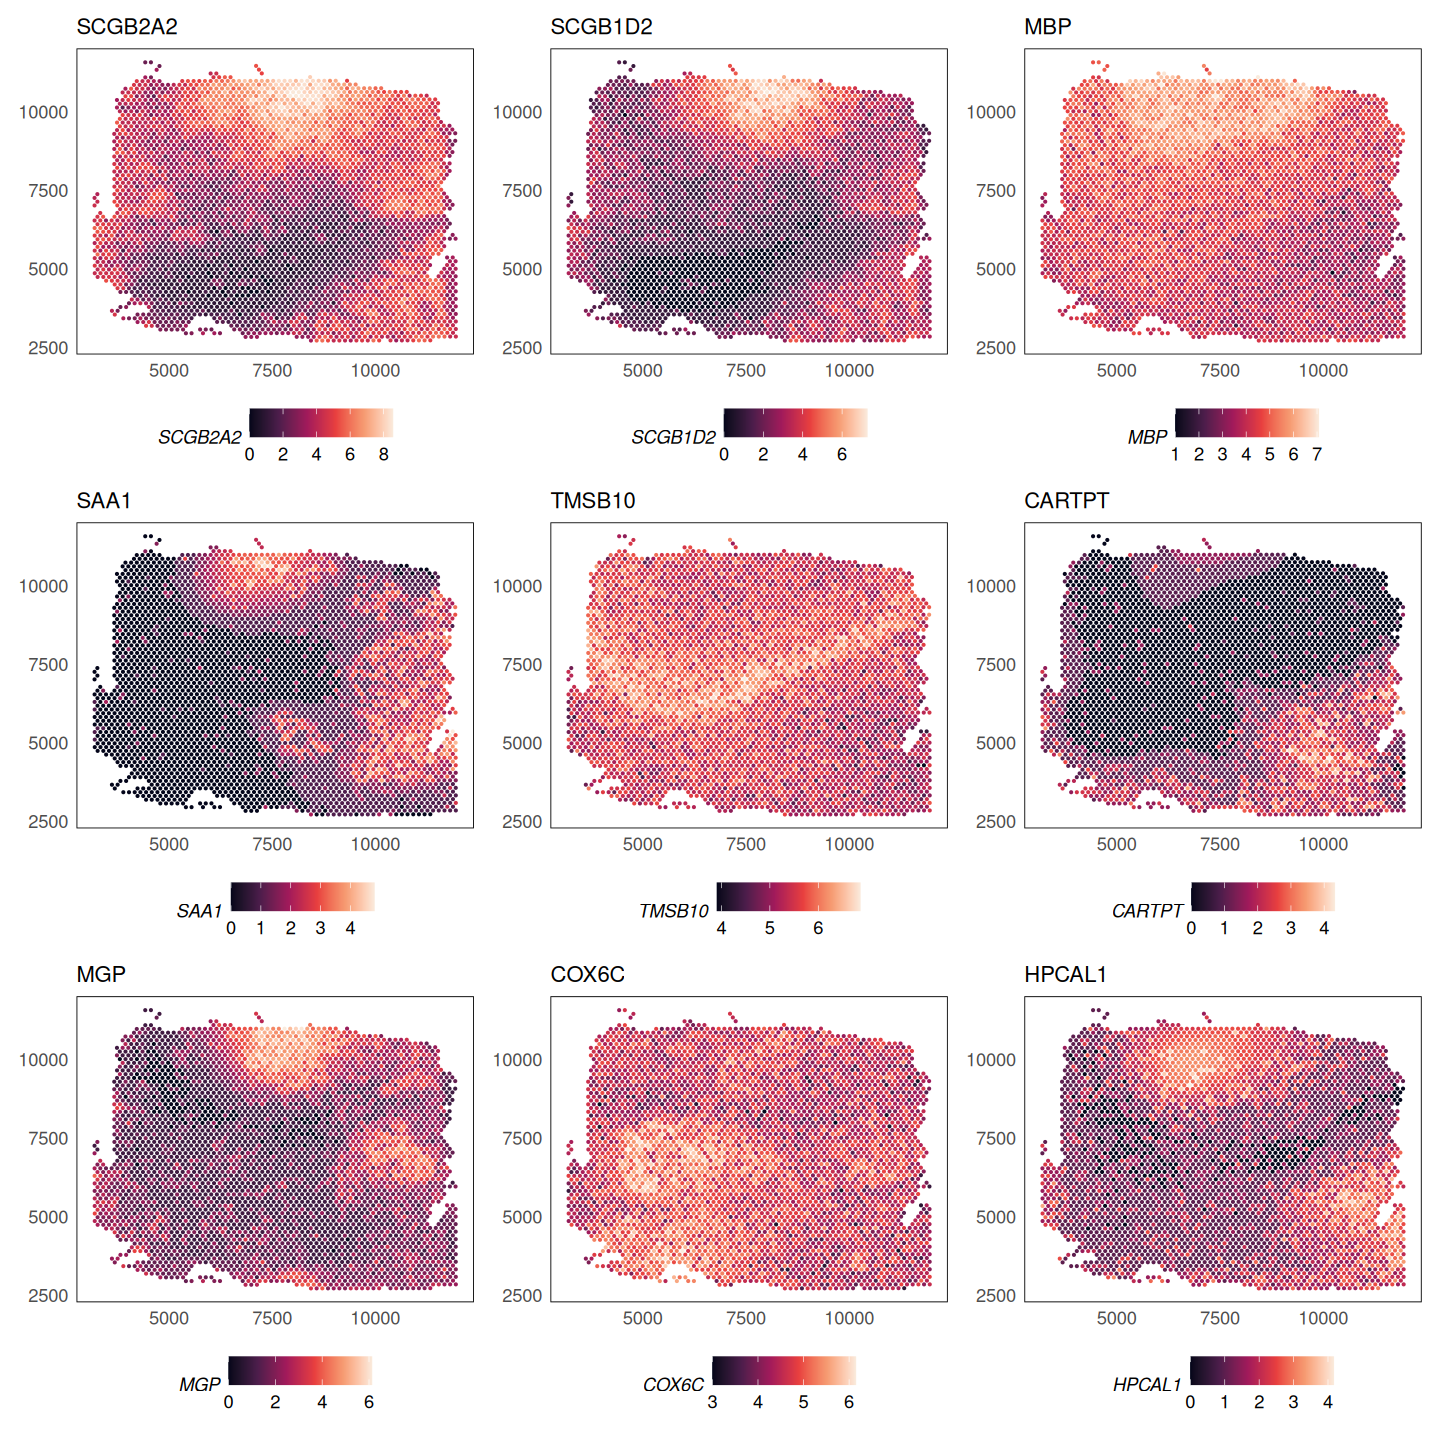 SCGB2A2 SCGB1D2 MBP
10000 10000 10000
7500 7500 7500
5000 5000 5000
2500 2500 2500
5000 7500 10000 5000 7500 10000 5000 7500 10000
SCGB2A2 SCGB1D2 MBP
0 2 4 6 8 0 2 4 6 1 2 3 4 5 6 7
SAA1 TMSB10 CARTPT
10000 10000 10000
7500 7500 7500
5000 5000 5000
2500 2500 2500
5000 7500 10000 5000 7500 10000 5000 7500 10000
SAA1 TMSB10 CARTPT
0 1 2 3 4 4 5 6 0 1 2 3 4
MGP COX6C HPCAL1
10000 10000 10000
7500 7500 7500
5000 5000 5000
2500 2500 2500
5000 7500 10000 5000 7500 10000 5000 7500 10000
MGP COX6C HPCAL1
0 2 4 6 3 4 5 6 0 1 2 3 4